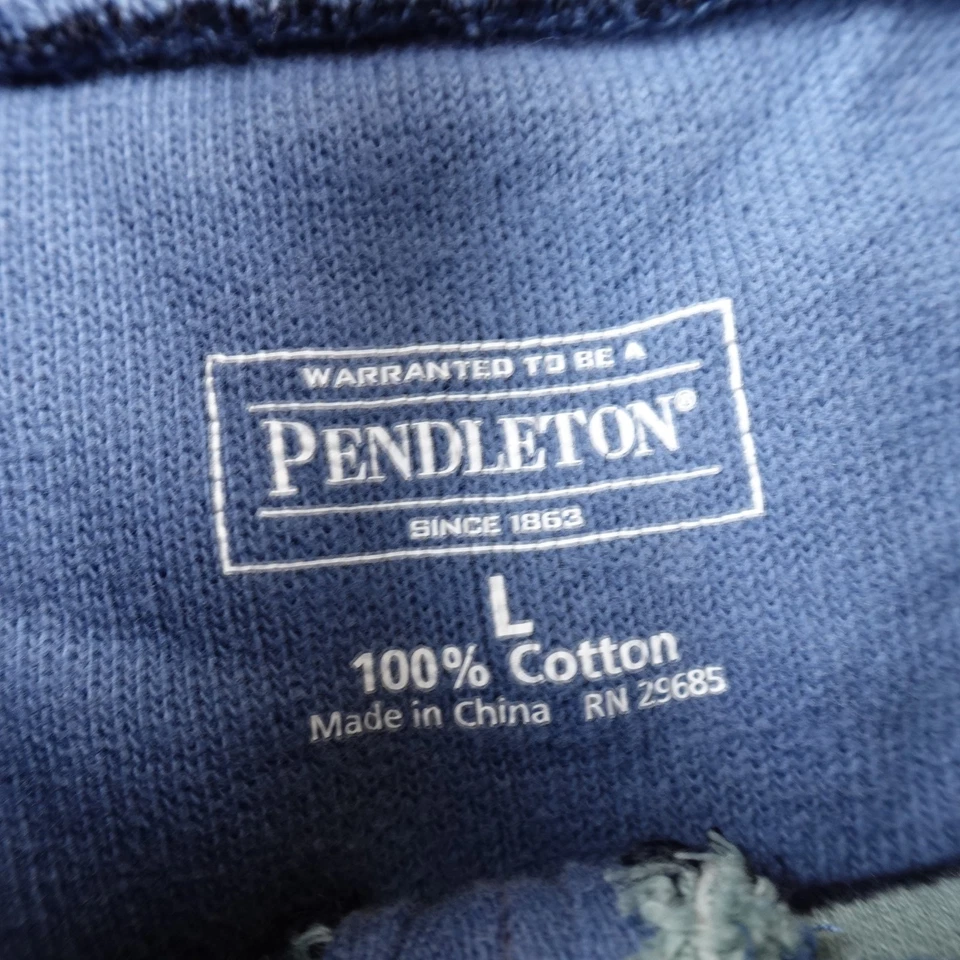 WARRANTED TO BE A
PENDLETON®
SINCE 1863
L
100% Cotton
Made in China RN 29685